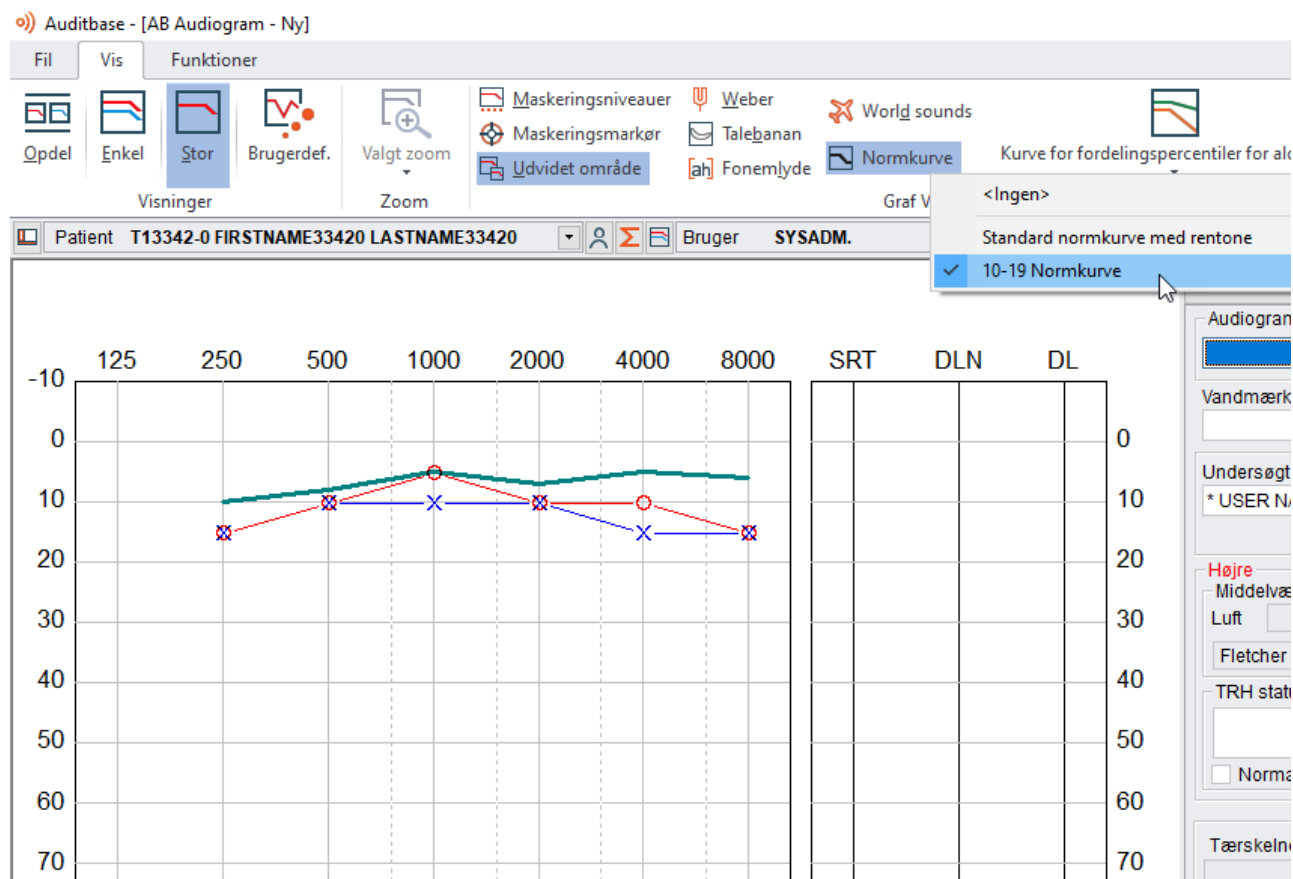 Auditbase - [AB Audiogram - Ny]
Fil Vis Funktioner
Opdel Enkel Stor Brugerdef.
Visninger
Valgt zoom
Zoom
Maskeringsniveauer
Maskeringsmarkør
Udvidet område
Weber
Talebanan
[ah] Fonemlyde
World sounds
Normkurve
Kurve for fordelingspercentiler for
Graf
<Ingen>
Standard normkurve med rentone
10-19 Normkurve
Patient T13342-0 FIRSTNAME33420 LASTNAME33420 Bruger SYSADM.
125 250 500 1000 2000 4000 8000 SRT DLN DL
-10
0 0
10 10
20 20
30 30
40 40
50 50
60 60
70 70
Audiogram
Vandmærk
Undersøgt
* USER
Højre
Middelvæ
Luft
Fletcher
TRH stat
Norma
Tærskeln